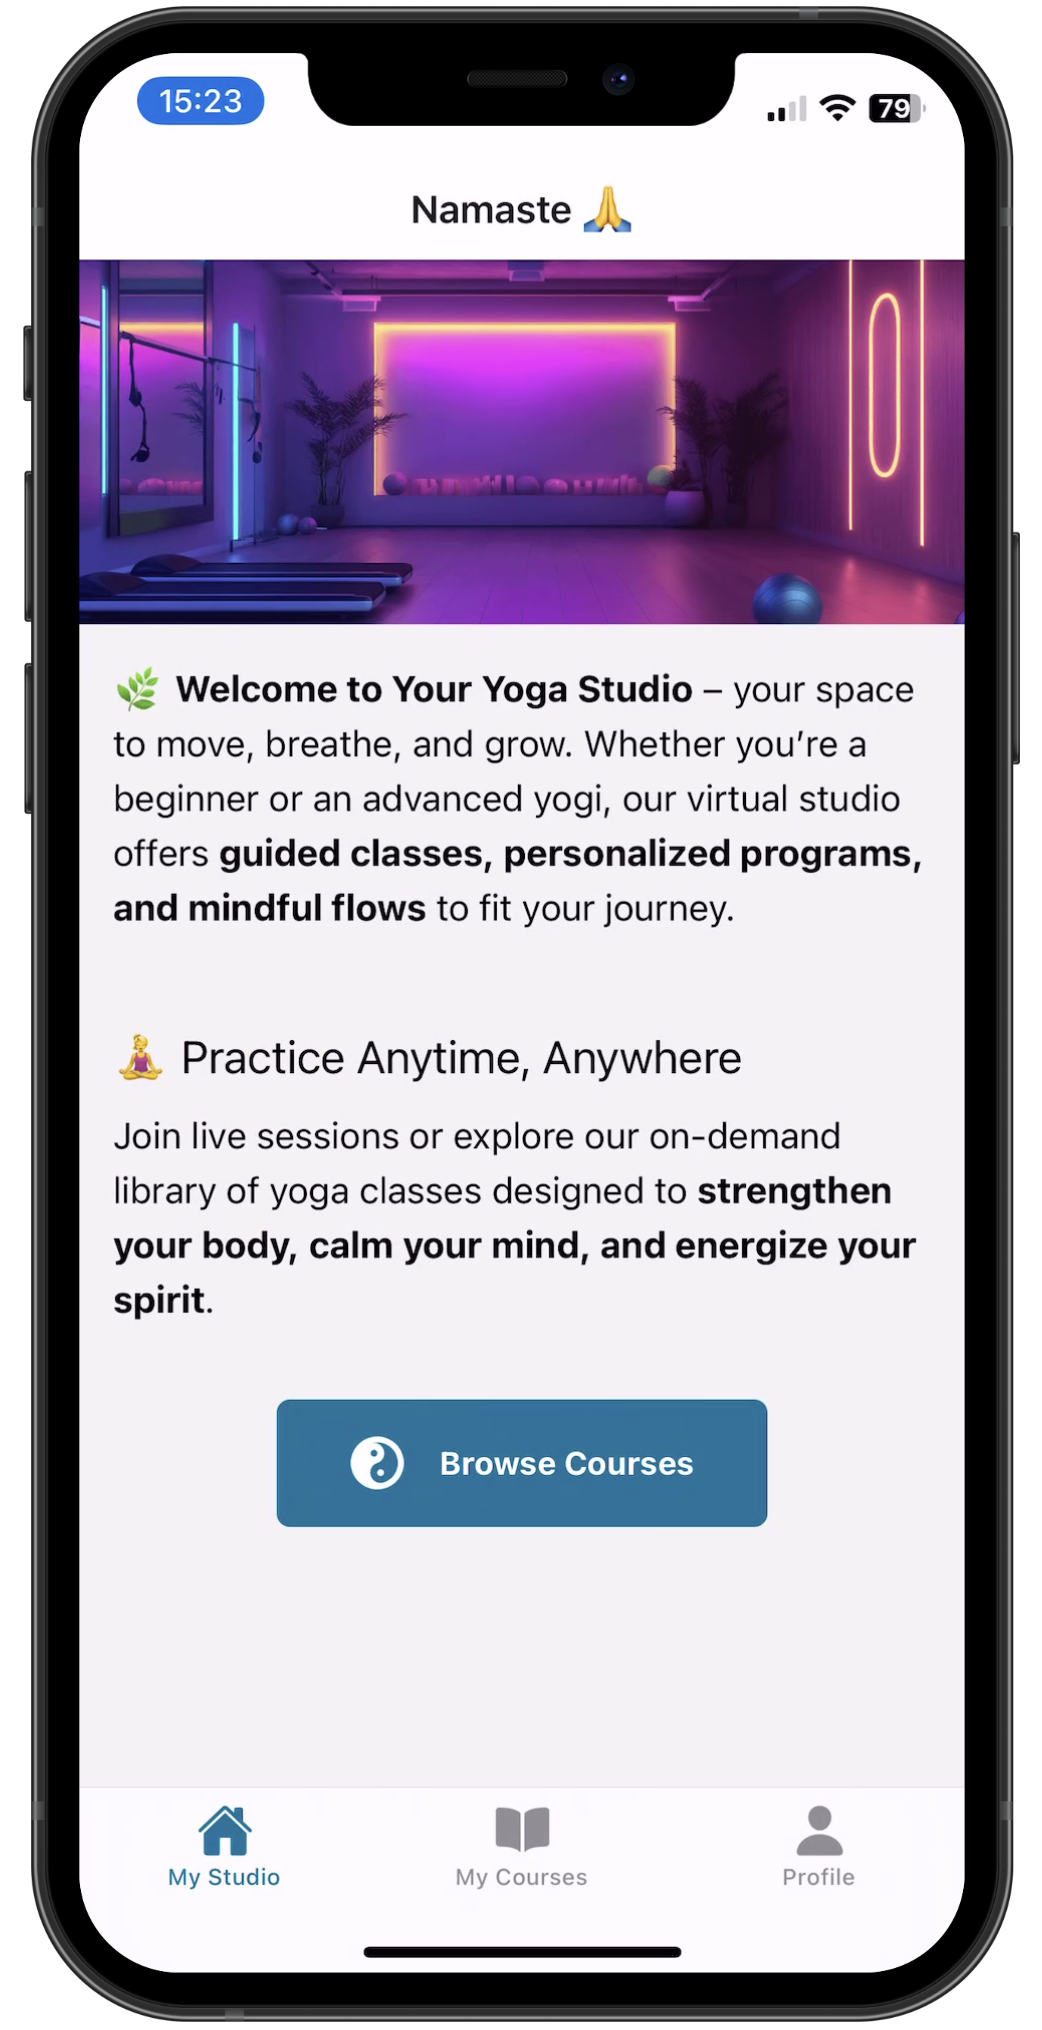 15:23
79
Namaste 🙏
🌿 Welcome to Your Yoga Studio – your space
to move, breathe, and grow. Whether you’re a
beginner or an advanced yogi, our virtual studio
offers guided classes, personalized programs,
and mindful flows to fit your journey.
🧘‍♀️ Practice Anytime, Anywhere
Join live sessions or explore our on-demand
library of yoga classes designed to strengthen
your body, calm your mind, and energize your
spirit.
Browse Courses
My Studio
My Courses
Profile